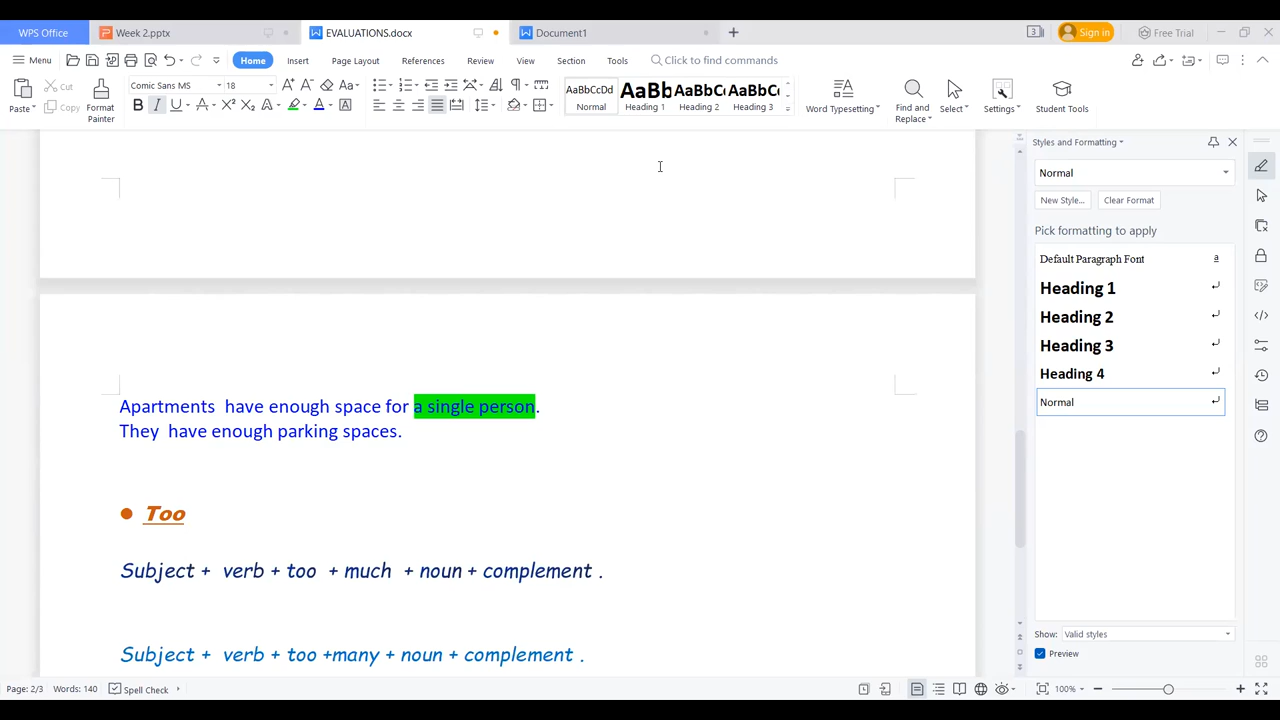 WPS Office
Week 2.pptx
EVALUATIONS.docx
Document1
Sign in
Free Trial
Menu
Home
Insert
Page Layout
References
Review
View
Section
Tools
Click to find commands
Paste
Cut
Copy
Format
Painter
Comic Sans MS
18
AaBbCcDd
Normal
AaBb
Heading 1
AaBbC
Heading 2
AaBbC
Heading 3
Word Typesetting
Find and
Replace
Select
Settings
Student Tools
Apartments have enough space for a single person.
They have enough parking spaces.
Too
Subject + verb + too + much + noun + complement .
Subject + verb + too +many + noun + complement .
Styles and Formatting
Normal
New Style...
Clear Format
Pick formatting to apply
Default Paragraph Font a
Heading 1
Heading 2
Heading 3
Heading 4
Normal
Show: Valid styles
Preview
Page: 2/3 Words: 140 Spell Check
100%